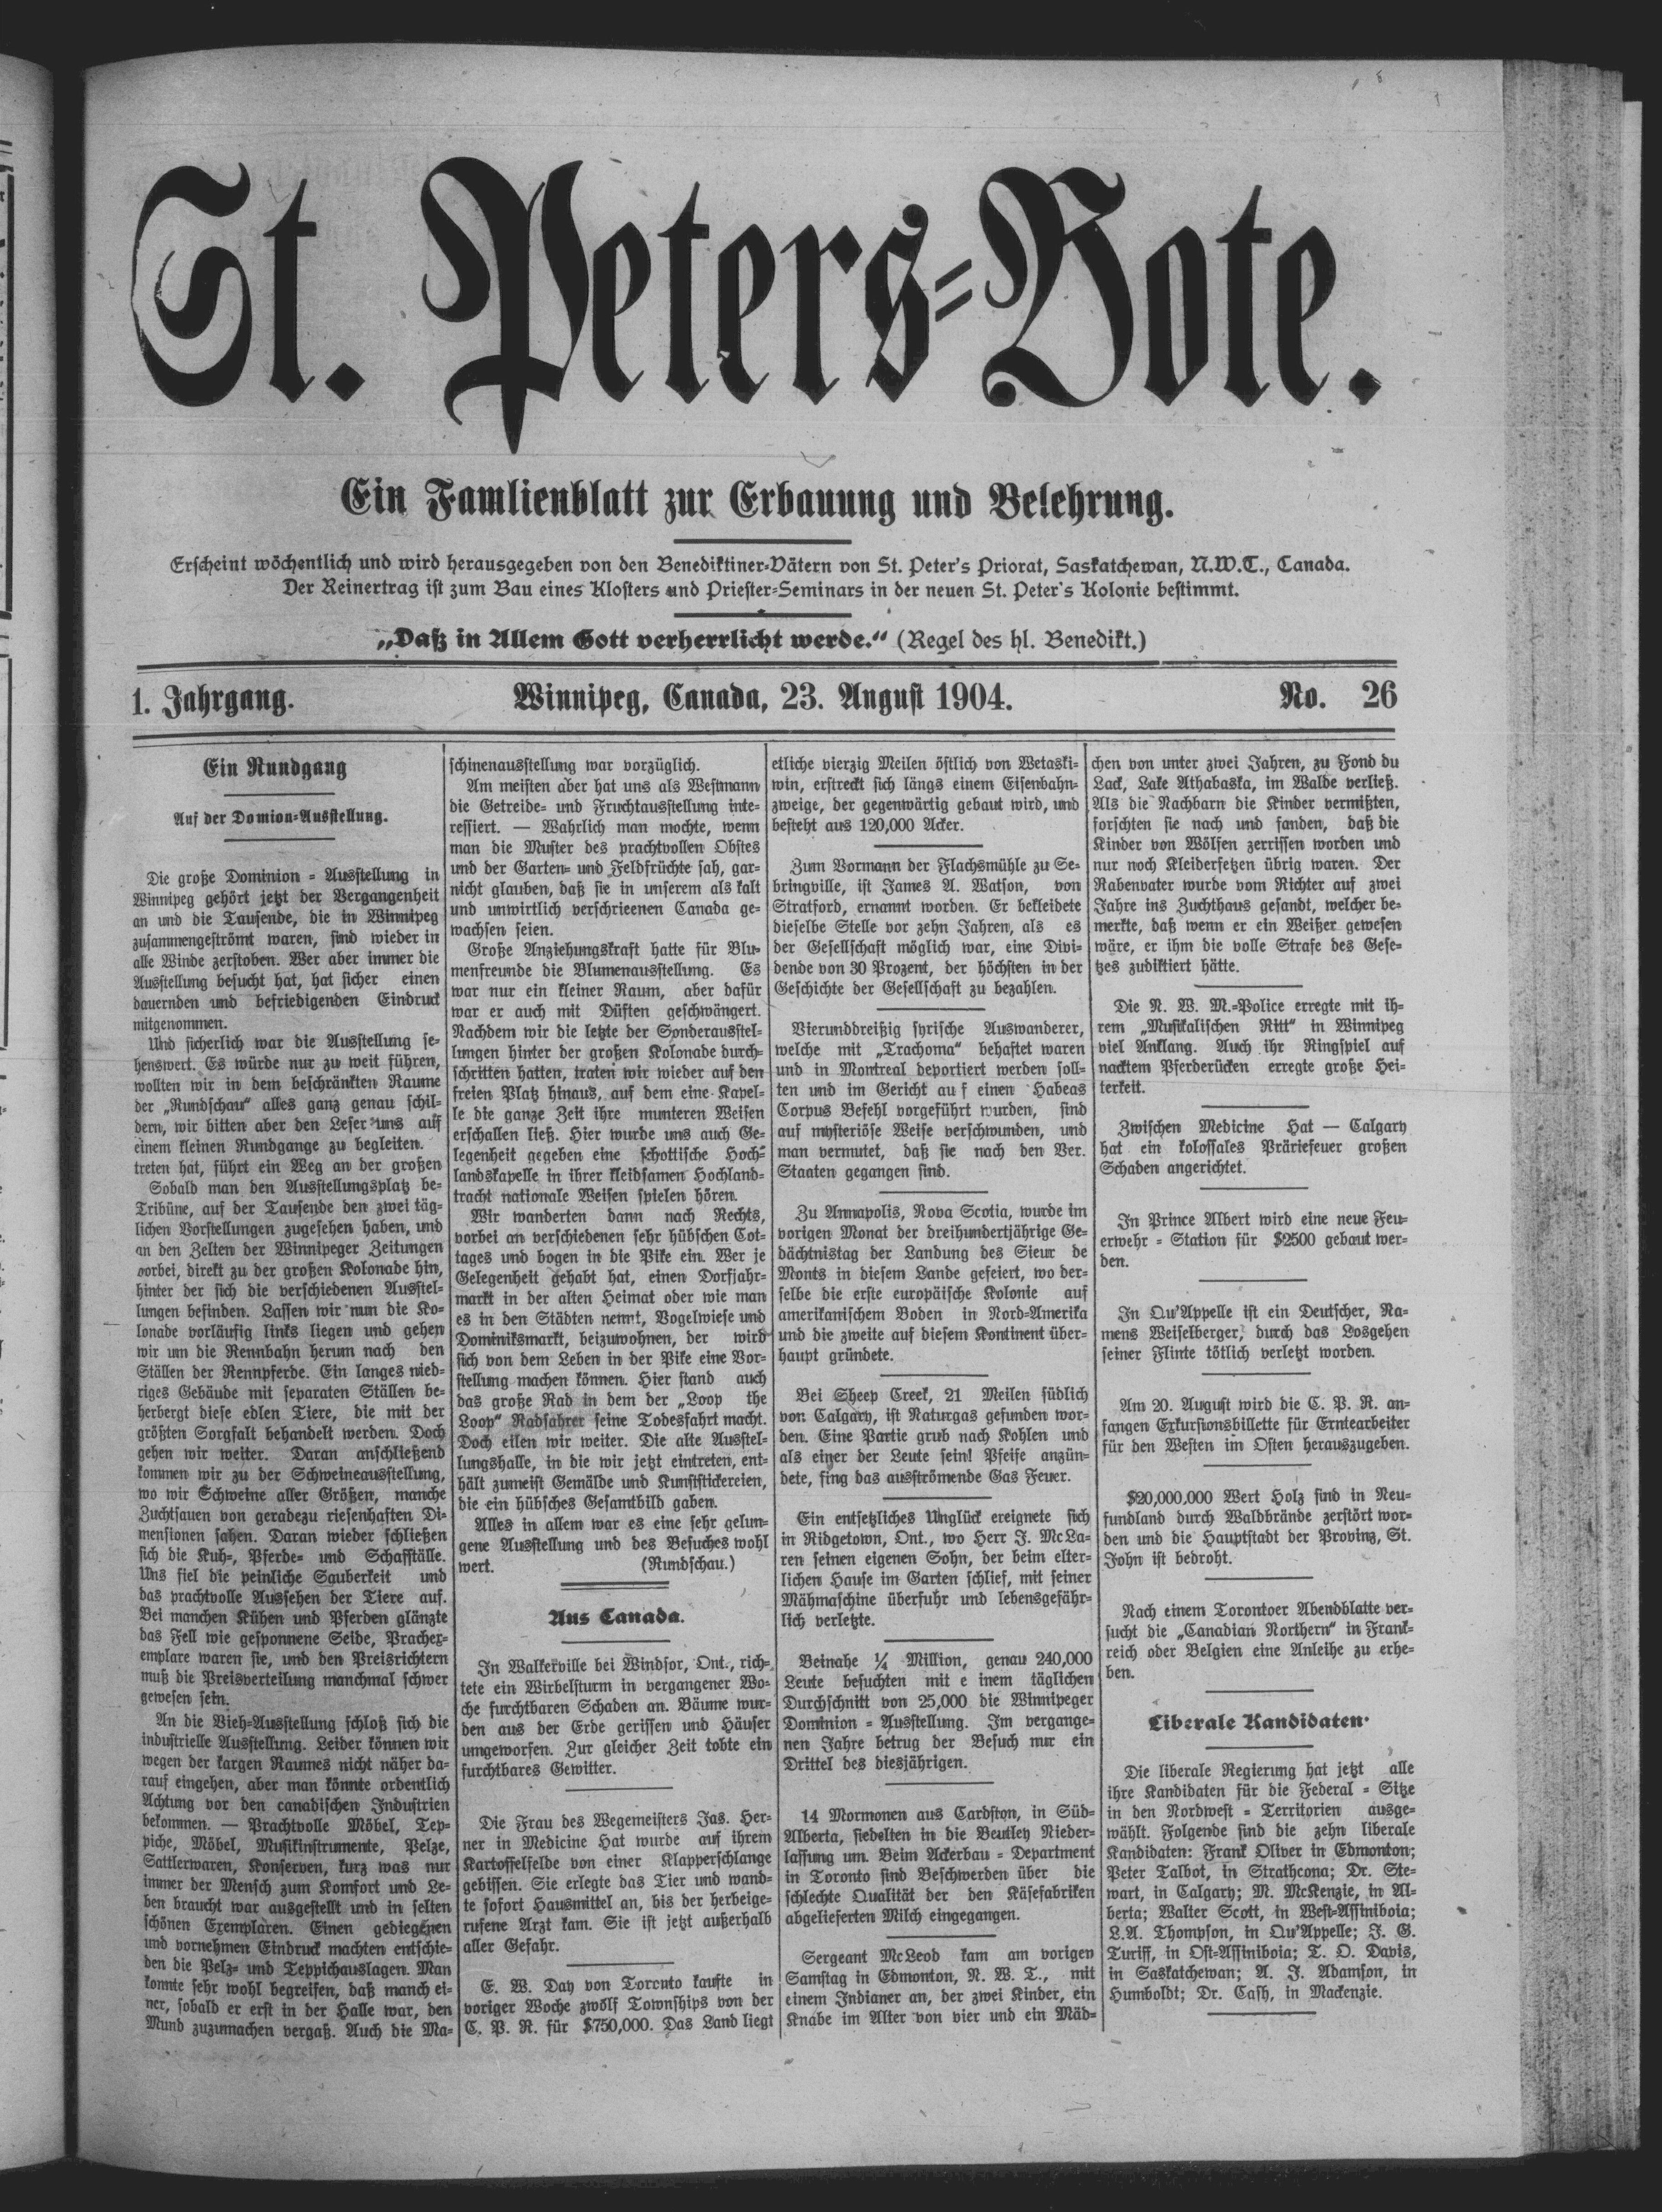 St. Peters-Bote.
Ein Famlienblatt zur Erbauung und Belehrung.
Erscheint wöchentlich und wird herausgegeben von den Benediktiner-Vätern von St. Peter's Priorat, Saskatchewan, N.W.T., Canada.
Der Reinertrag ist zum Bau eines Klosters und Priester-Seminars in der neuen St. Peter's Kolonie bestimmt.
„Daß in Allem Gott verherrlicht werde." (Regel des hl. Benedikt.)
1. Jahrgang. Winnipeg, Canada, 23. August 1904. No. 26
Ein Rundgang
Auf der Domion-Ausstellung.
Die große Dominion - Ausstellung in
Winnipeg gehört jetzt der Vergangenheit
an und die Tausende, die in Winnipeg
zusammengeströmt waren, sind wieder in
alle Winde zerstoben. Wer aber immer die
Ausstellung besucht hat, hat sicher einen
dauernden und befriedigenden Eindruck
mitgenommen.
Und sicherlich war die Ausstellung se-
henswert. Es würde nur zu weit führen,
wollten wir in dem beschränkten Raume
der „Rundschau" alles ganz genau schil-
dern, wir bitten aber den Leser uns auf
einem kleinen Rundgange zu begleiten.
treten hat, führt ein Weg an der großen
Sobald man den Ausstellungsplatz be-
Tribüne, auf der Tausende den zwei täg-
lichen Vorstellungen zugesehen haben, und
an den Zelten der Winnipeger Zeitungen
vorbei, direkt zu der großen Kolonade hin,
hinter der sich die verschiedenen Ausstel-
lungen befinden. Lassen wir nun die Ko-
lonade vorläufig links liegen und gehen
wir um die Rennbahn herum nach den
Ställen der Rennpferde. Ein langes nied-
riges Gebäude mit separaten Ställen be-
herbergt diese edlen Tiere, die mit der
größten Sorgfalt behandelt werden. Doch
gehen wir weiter. Daran anschließend
kommen wir zu der Schweineausstellung,
wo wir Schweine aller Größen, manche
Zuchtsauen von geradezu riesenhaften Di-
mensionen sahen. Daran wieder schließen
sich die Kuh-, Pferde- und Schafställe.
Uns fiel die peinliche Sauberkeit und
das prachtvolle Aussehen der Tiere auf.
Bei manchen Kühen und Pferden glänzte
das Fell wie gesponnene Seide, Prachex-
emplare waren sie, und den Preisrichtern
muß die Preisverteilung manchmal schwer
gewesen sein.
An die Vieh-Ausstellung schloß sich die
industrielle Ausstellung. Leider können wir
wegen der kargen Raumes nicht näher da-
rauf eingehen, aber man könnte ordentlich
Achtung vor den canadischen Industrien
bekommen. — Prachtvolle Möbel, Tep-
piche, Möbel, Musikinstrumente, Pelze,
Sattlerwaren, Konserven, kurz was nur
immer der Mensch zum Komfort und Le-
ben braucht war ausgestellt und in selten
schönen Exemplaren. Einen gediegenen
und vornehmen Eindruck machten entschie-
den die Pelz- und Teppichauslagen. Man
konnte sehr wohl begreifen, daß manch ei-
ner, sobald er erst in der Halle war, den
Mund zuzumachen vergaß. Auch die Ma-
schinenausstellung war vorzüglich.
Am meisten aber hat uns als Westmann
die Getreide- und Fruchtausstellung inte-
ressiert. — Wahrlich man mochte, wenn
man die Muster des prachtvollen Obstes
und der Garten- und Feldfrüchte sah, gar-
nicht glauben, daß sie in unserem als kalt
und unwirtlich verschrieenen Canada ge-
wachsen seien.
Große Anziehungskraft hatte für Blu-
menfreunde die Blumenausstellung. Es
war nur ein kleiner Raum, aber dafür
war er auch mit Düften geschwängert.
Nachdem wir die letzte der Sonderausstel-
lungen hinter der großen Kolonade durch-
schritten hatten, traten wir wieder auf den
freien Platz hinaus, auf dem eine Kapel-
le die ganze Zeit ihre munteren Weisen
erschallen ließ. Hier wurde uns auch Ge-
legenheit gegeben eine schottische Hoch-
landskapelle in ihrer kleidsamen Hochland-
tracht nationale Weisen spielen hören.
Wir wanderten dann nach Rechts,
vorbei an verschiedenen sehr hübschen Cot-
tages und bogen in die Pike ein. Wer je
Gelegenheit gehabt hat, einen Dorfjahr-
markt in der alten Heimat oder wie man
es in den Städten nennt, Vogelwiese und
Dominiksmarkt, beizuwohnen, der wird
sich von dem Leben in der Pike eine Vor-
stellung machen können. Hier stand auch
das große Rad in dem der „Loop the
Loop" Radfahrer seine Todesfahrt macht.
Doch eilen wir weiter. Die alte Ausstel-
lungshalle, in die wir jetzt eintreten, ent-
hält zumeist Gemälde und Kunststickereien,
die ein hübsches Gesamtbild gaben.
Alles in allem war es eine sehr gelun-
gene Ausstellung und des Besuches wohl
wert. (Rundschau.)
Aus Canada.
In Walkerville bei Windsor, Ont., rich-
tete ein Wirbelsturm in vergangener Wo-
che furchtbaren Schaden an. Bäume wur-
den aus der Erde gerissen und Häuser
umgeworfen. Zur gleicher Zeit tobte ein
furchtbares Gewitter.
Die Frau des Wegemeisters Jas. Her-
ner in Medicine Hat wurde auf ihrem
Kartoffelfelde von einer Klapperschlange
gebissen. Sie erlegte das Tier und wand-
te sofort Hausmittel an, bis der herbeige-
rufene Arzt kam. Sie ist jetzt außerhalb
aller Gefahr.
E. W. Day von Torcuto kaufte in
voriger Woche zwölf Townships von der
C. P. R. für $750,000. Das Land liegt
etliche vierzig Meilen östlich von Wetaski-
win, erstreckt sich längs einem Eisenbahn-
zweige, der gegenwärtig gebaut wird, und
besteht aus 120,000 Acker.
Zum Vormann der Flachsmühle zu Se-
bringville, ist James A. Watson, von
Stratford, ernannt worden. Er bekleidete
dieselbe Stelle vor zehn Jahren, als es
der Gesellschaft möglich war, eine Divi-
dende von 30 Prozent, der höchsten in der
Geschichte der Gesellschaft zu bezahlen.
Vierunddreißig syrische Auswanderer,
welche mit „Trachoma" behaftet waren
und in Montreal deportiert werden soll-
ten und im Gericht au f einen Habeas
Corpus Befehl vorgeführt wurden, sind
auf mysteriöse Weise verschwunden, und
man vermutet, daß sie nach den Ver.
Staaten gegangen sind.
Zu Annapolis, Nova Scotia, wurde im
vorigen Monat der dreihundertjährige Ge-
dächtnistag der Landung des Sieur de
Monts in diesem Lande gefeiert, wo der-
selbe die erste europäische Kolonie auf
amerikanischem Boden in Nord-Amerika
und die zweite auf diesem Kontinent über-
haupt gründete.
Bei Sheep Creek, 21 Meilen südlich
von Calgary, ist Naturgas gefunden wor-
den. Eine Partie grub nach Kohlen und
als einer der Leute sein! Pfeife anzün-
dete, fing das ausströmende Gas Feuer.
Ein entsetzliches Unglück ereignete sich
in Ridgetown, Ont., wo Herr J. McLa-
ren seinen eigenen Sohn, der beim elter-
lichen Hause im Garten schlief, mit seiner
Mähmaschine überfuhr und lebensgefähr-
lich verletzte.
Beinahe ¼ Million, genau 240,000
Leute besuchten mit e inem täglichen
Durchschnitt von 25,000 die Winnipeger
Dominion - Ausstellung. Im vergange-
nen Jahre betrug der Besuch nur ein
Drittel des diesjährigen.
14 Mormonen aus Cardston, in Süd-
Alberta, siedelten in die Beutley Nieder-
lassung um. Beim Ackerbau - Department
in Toronto sind Beschwerden über die
schlechte Qualität der den Käsefabriken
abgelieferten Milch eingegangen.
Sergeant McLeod kam am vorigen
Samstag in Edmonton, N. W. T., mit
einem Indianer an, der zwei Kinder, ein
Knabe im Alter von vier und ein Mäd-
chen von unter zwei Jahren, zu Fond du
Lack, Lake Athabaska, im Walde verließ.
Als die Nachbarn die Kinder vermißten,
forschten sie nach und fanden, daß die
Kinder von Wölfen zerrissen worden und
nur noch Kleiderfetzen übrig waren. Der
Rabenvater wurde vom Richter auf zwei
Jahre ins Zuchthaus gesandt, welcher be-
merkte, daß wenn er ein Weißer gewesen
wäre, er ihm die volle Strafe des Gese-
tzes zudiktiert hätte.
Die N. W. M.-Police erregte mit ih-
rem „Musikalischen Ritt" in Winnipeg
viel Anklang. Auch ihr Ringspiel auf
nacktem Pferderücken erregte große Hei-
terkeit.
Zwischen Medicine Hat — Calgary
hat ein kolossales Präriefeuer großen
Schaden angerichtet.
In Prince Albert wird eine neue Feu-
erwehr - Station für $2500 gebaut wer-
den.
In Qu'Appelle ist ein Deutscher, Na-
mens Weiselberger, durch das Losgehen
seiner Flinte tötlich verletzt worden.
Am 20. August wird die C. P. R. an-
fangen Exkursionsbillette für Erntearbeiter
für den Westen im Osten herauszugeben.
$20,000,000 Wert Holz sind in Neu-
fundland durch Waldbrände zerstört wor-
den und die Hauptstadt der Provinz, St.
John ist bedroht.
Nach einem Torontoer Abendblatte ver-
sucht die „Canadian Northern" in Frank-
reich oder Belgien eine Anleihe zu erhe-
ben.
Liberale Kandidaten.
Die liberale Regierung hat jetzt alle
ihre Kandidaten für die Federal - Sitze
in den Nordwest - Territorien ausge-
wählt. Folgende sind die zehn liberale
Kandidaten: Frank Oliver in Edmonton;
Peter Talbot, in Strathcona; Dr. Ste-
wart, in Calgary; M. McKenzie, in Al-
berta; Walter Scott, in West-Assiniboia;
L.A. Thompson, in Qu'Appelle; J. G.
Turiff, in Ost-Assiniboia; T. O. Davis,
in Saskatchewan; A. J. Adamson, in
Humboldt; Dr. Cash, in Mackenzie.